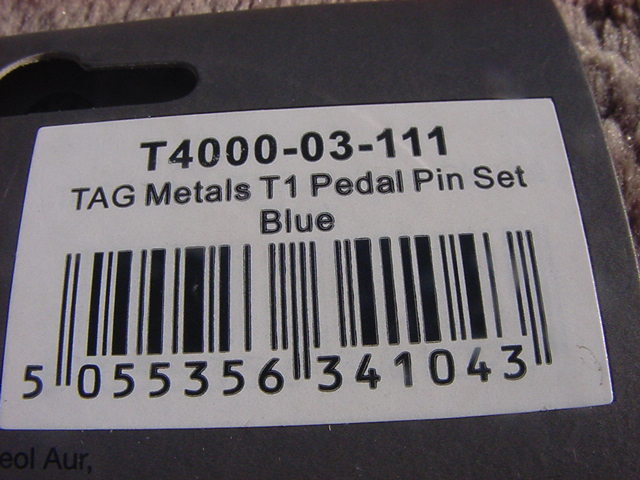 T4000-03-111
TAG Metals T1 Pedal Pin Set
Blue
5 055356 341043
eol Aur,